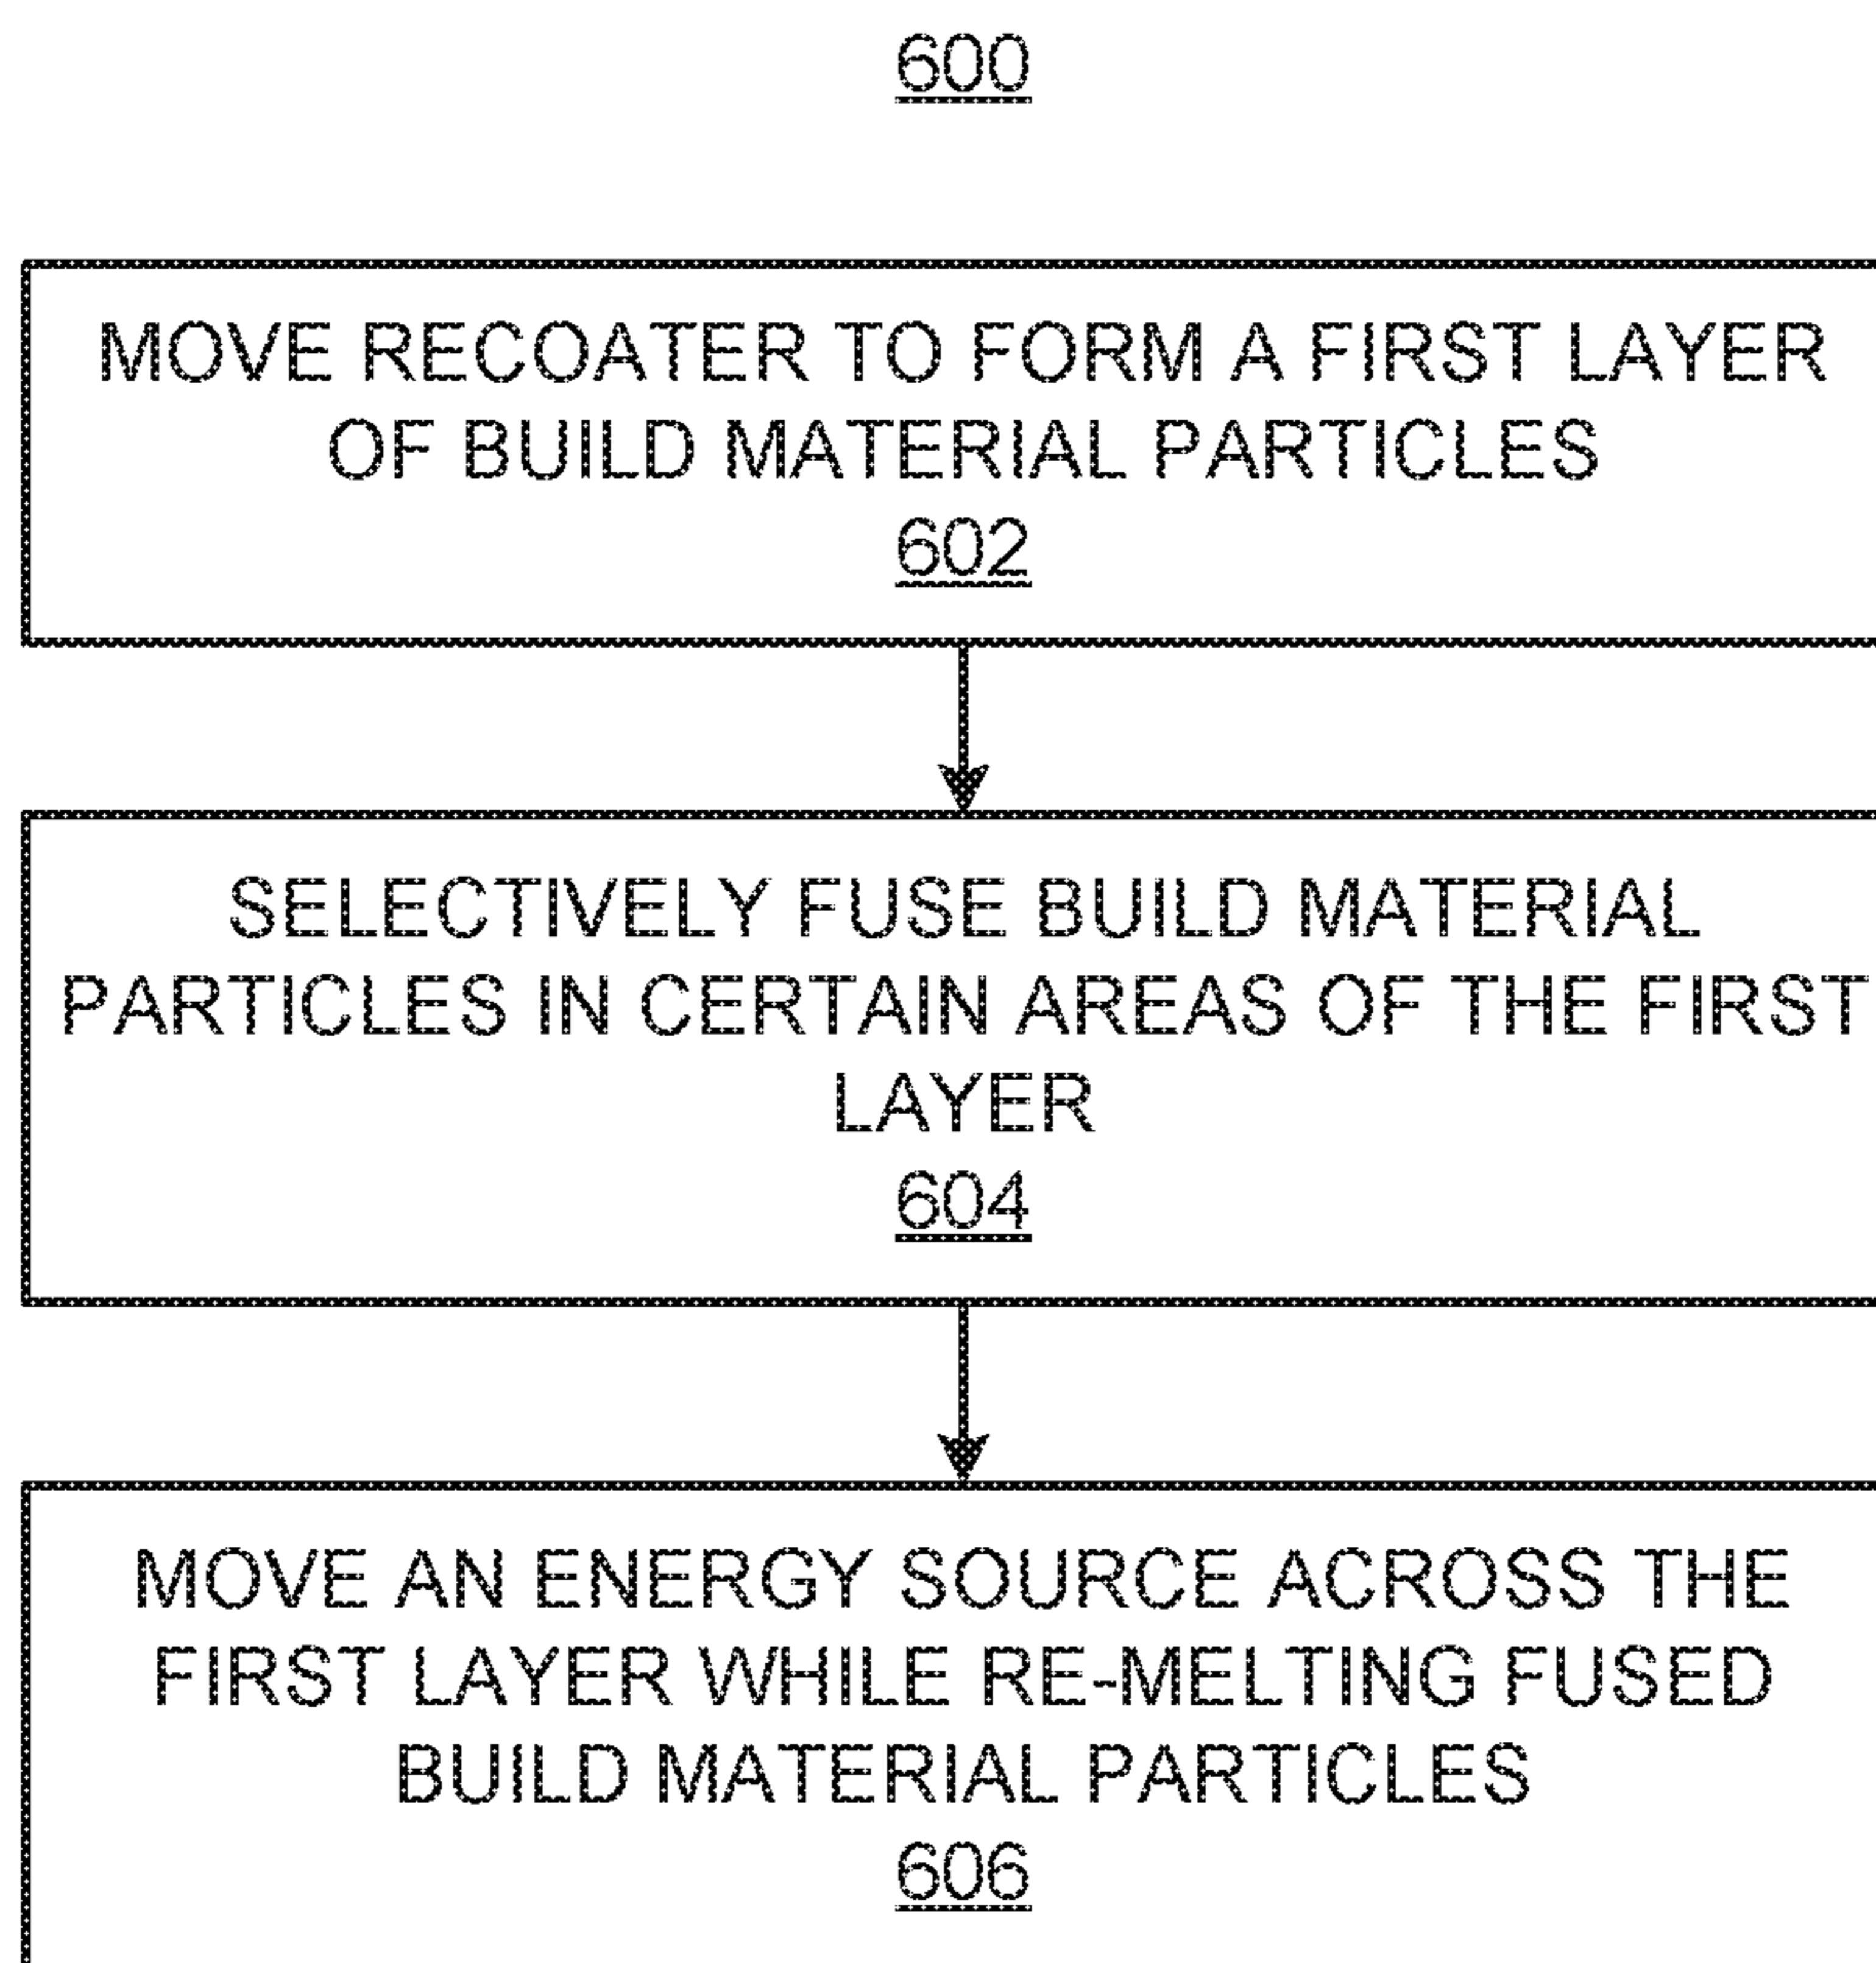 600
MOVE RECOATER TO FORM A FIRST LAYER
OF BUILD MATERIAL PARTICLES
602
SELECTIVELY FUSE BUILD MATERIAL
PARTICLES IN CERTAIN AREAS OF THE FIRST
LAYER
604
MOVE AN ENERGY SOURCE ACROSS THE
FIRST LAYER WHILE RE-MELTING FUSED
BUILD MATERIAL PARTICLES
606